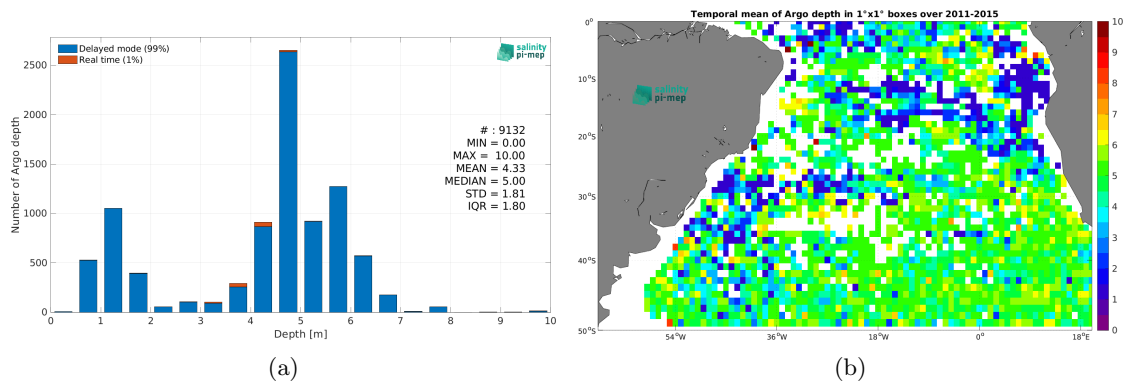 Delayed mode (99%)
Real time (1%)
salinity
pi-mep
# : 9132
MIN = 0.00
MAX = 10.00
MEAN = 4.33
MEDIAN = 5.00
STD = 1.81
IQR = 1.80
Number of Argo depth
2500
2000
1500
1000
500
0
0 1 2 3 4 5 6 7 8 9 10
Depth [m]
(a)
Temporal mean of Argo depth in 1°x1° boxes over 2011-2015
salinity
pi-mep
0°
10°S
20°S
30°S
40°S
50°S
54°W 36°W 18°W 0° 18°E
10
9
8
7
6
5
4
3
2
1
0
(b)